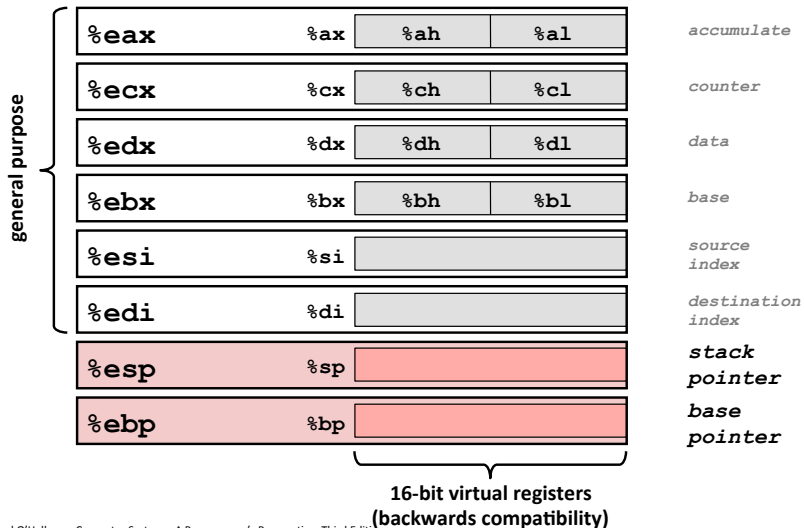 %eax %ax %ah %al accumulate
%ecx %cx %ch %cl counter
%edx %dx %dh %dl data
%ebx %bx %bh %bl base
%esi %si source
index
%edi %di destination
index
%esp %sp stack
pointer
%ebp %bp base
pointer
general purpose
16-bit virtual registers
(backwards compatibility)